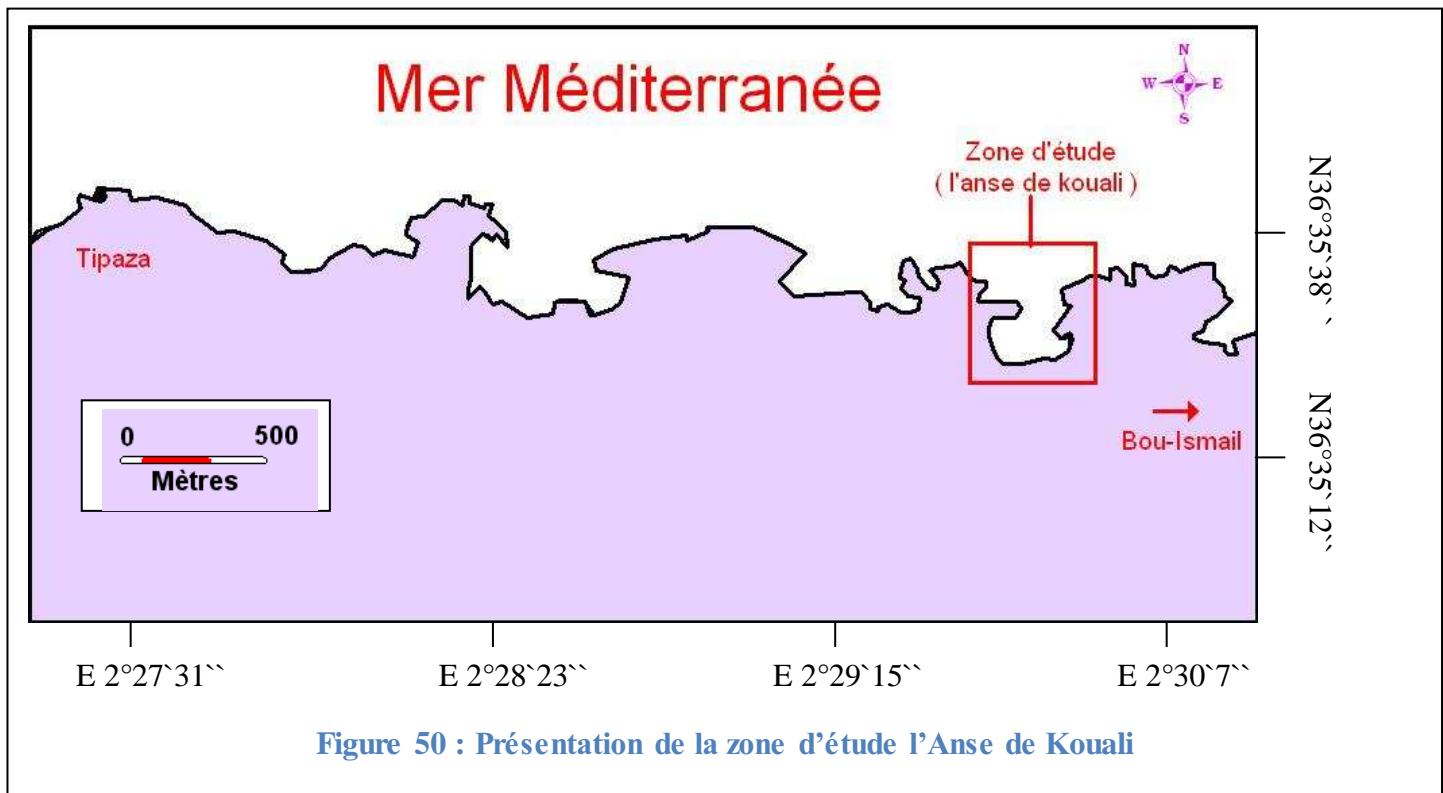 Mer Méditerranée
N
W E
S
Zone d'étude
( l'anse de kouali )
Tipaza
N36°35`38``
Bou-Ismail
N36°35`12``
0 500
Mètres
E 2°27`31`` E 2°28`23`` E 2°29`15`` E 2°30`7``
Figure 50 : Présentation de la zone d’étude l’Anse de Kouali